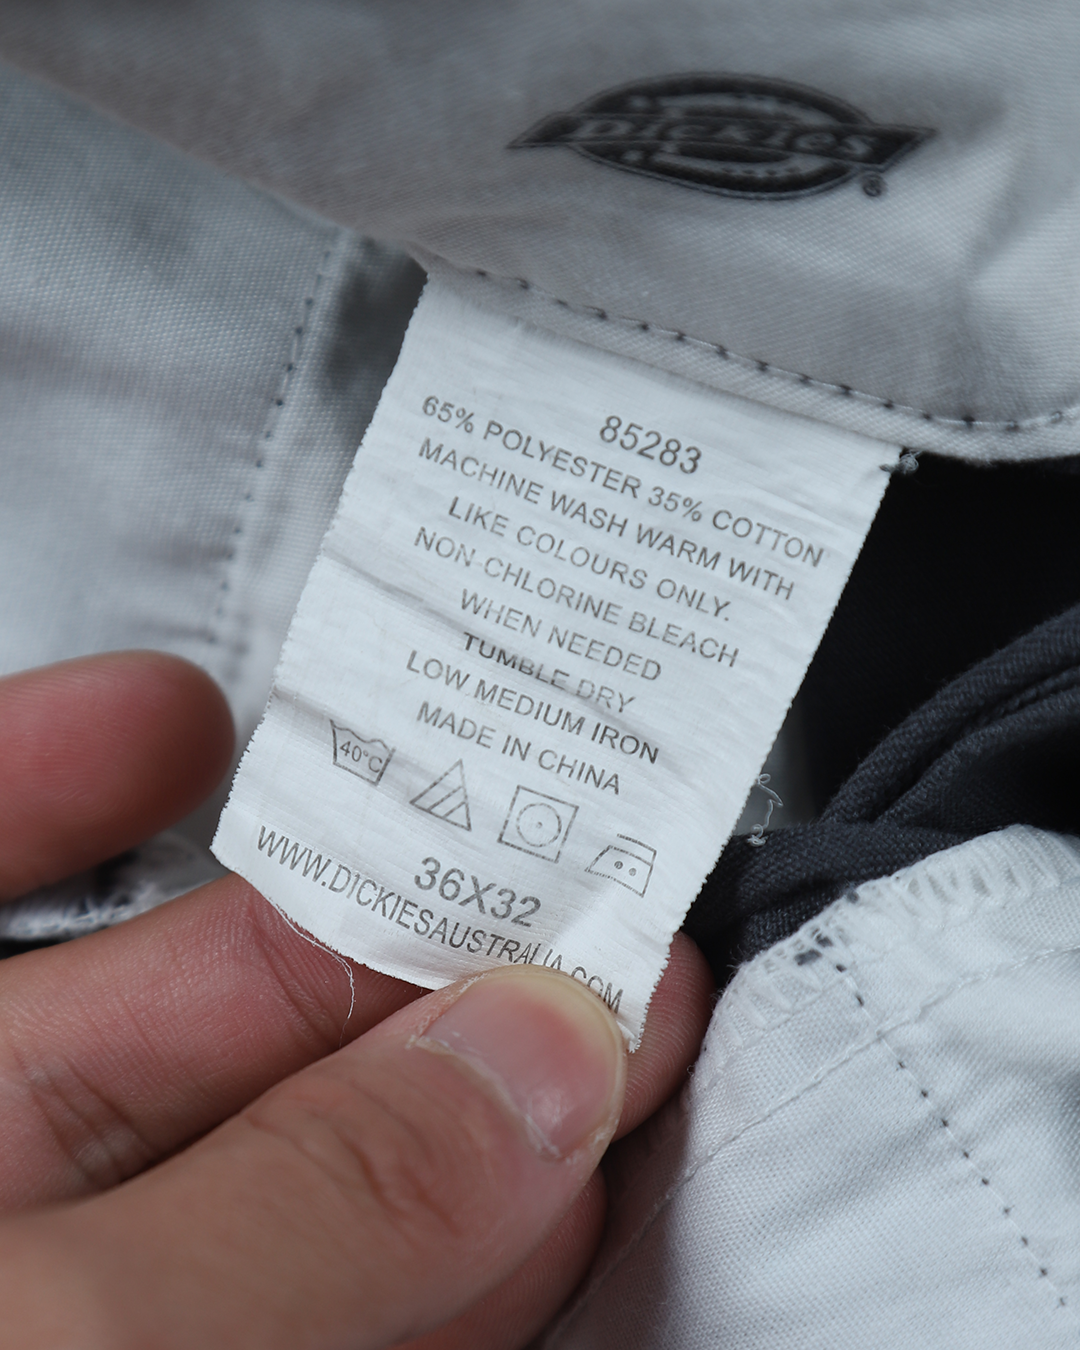 Dickies®
85283
65% POLYESTER 35% COTTON
MACHINE WASH WARM WITH
LIKE COLOURS ONLY.
NON-CHLORINE BLEACH
WHEN NEEDED
TUMBLE DRY
LOW MEDIUM IRON
MADE IN CHINA
40°C
36X32
WWW.DICKIESAUSTRALIA.COM